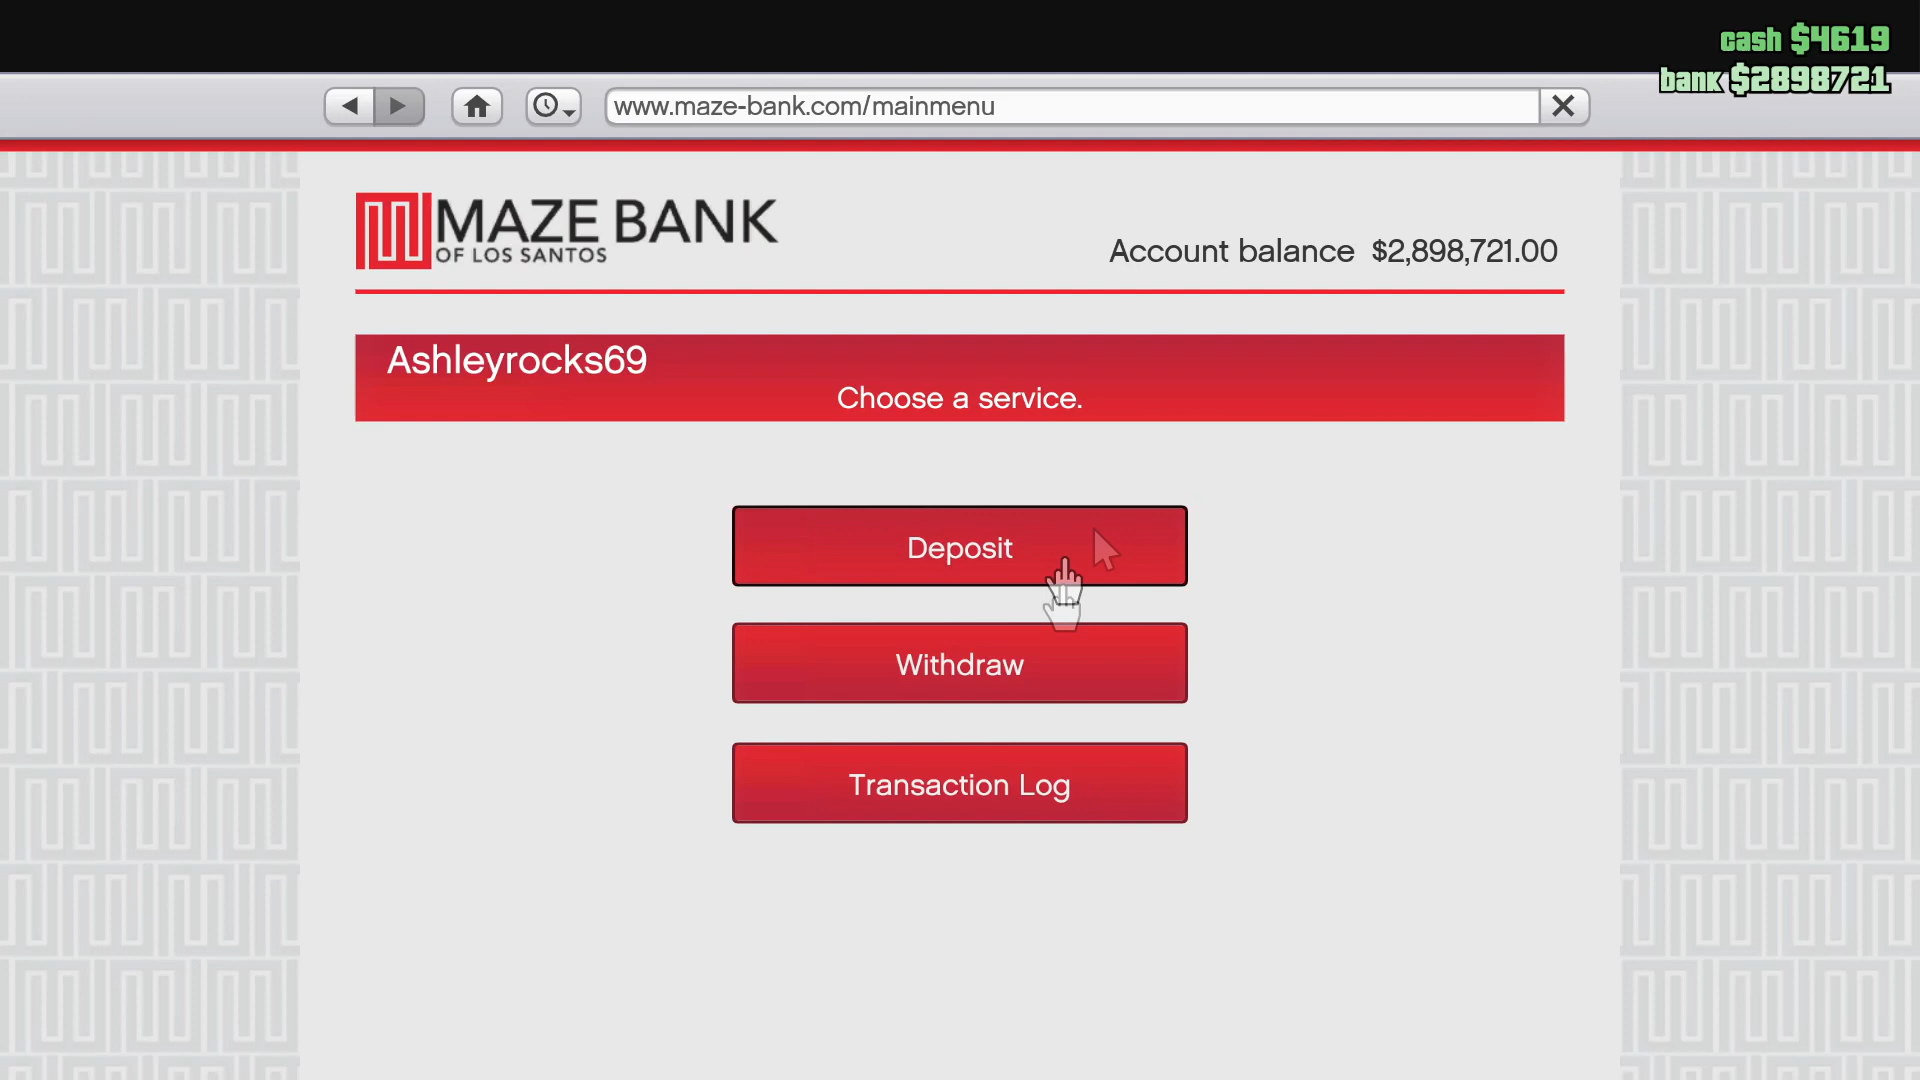 cash $4619
bank $2898721
www.maze-bank.com/mainmenu
MAZE BANK
OF LOS SANTOS
Account balance $2,898,721.00
Ashleyrocks69
Choose a service.
Deposit
Withdraw
Transaction Log